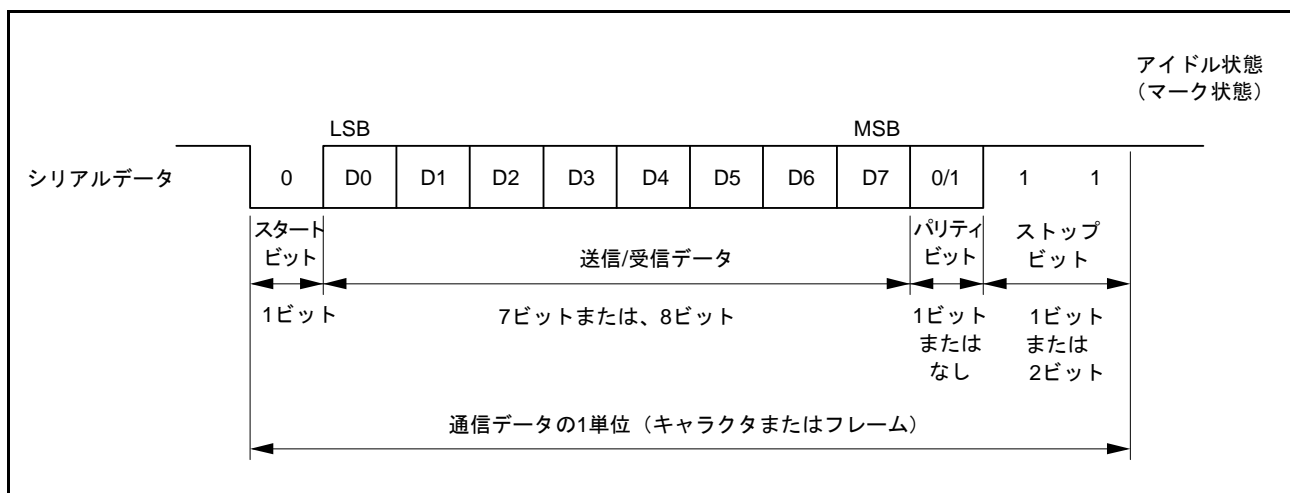 アイドル状態
（マーク状態）
LSB MSB
シリアルデータ 0 D0 D1 D2 D3 D4 D5 D6 D7 0/1 1 1
スタート
ビット
送信/受信データ
パリティ
ビット
ストップ
ビット
1ビット
7ビットまたは、8ビット
1ビット
または
なし
1ビット
または
2ビット
通信データの1単位（キャラクタまたはフレーム）